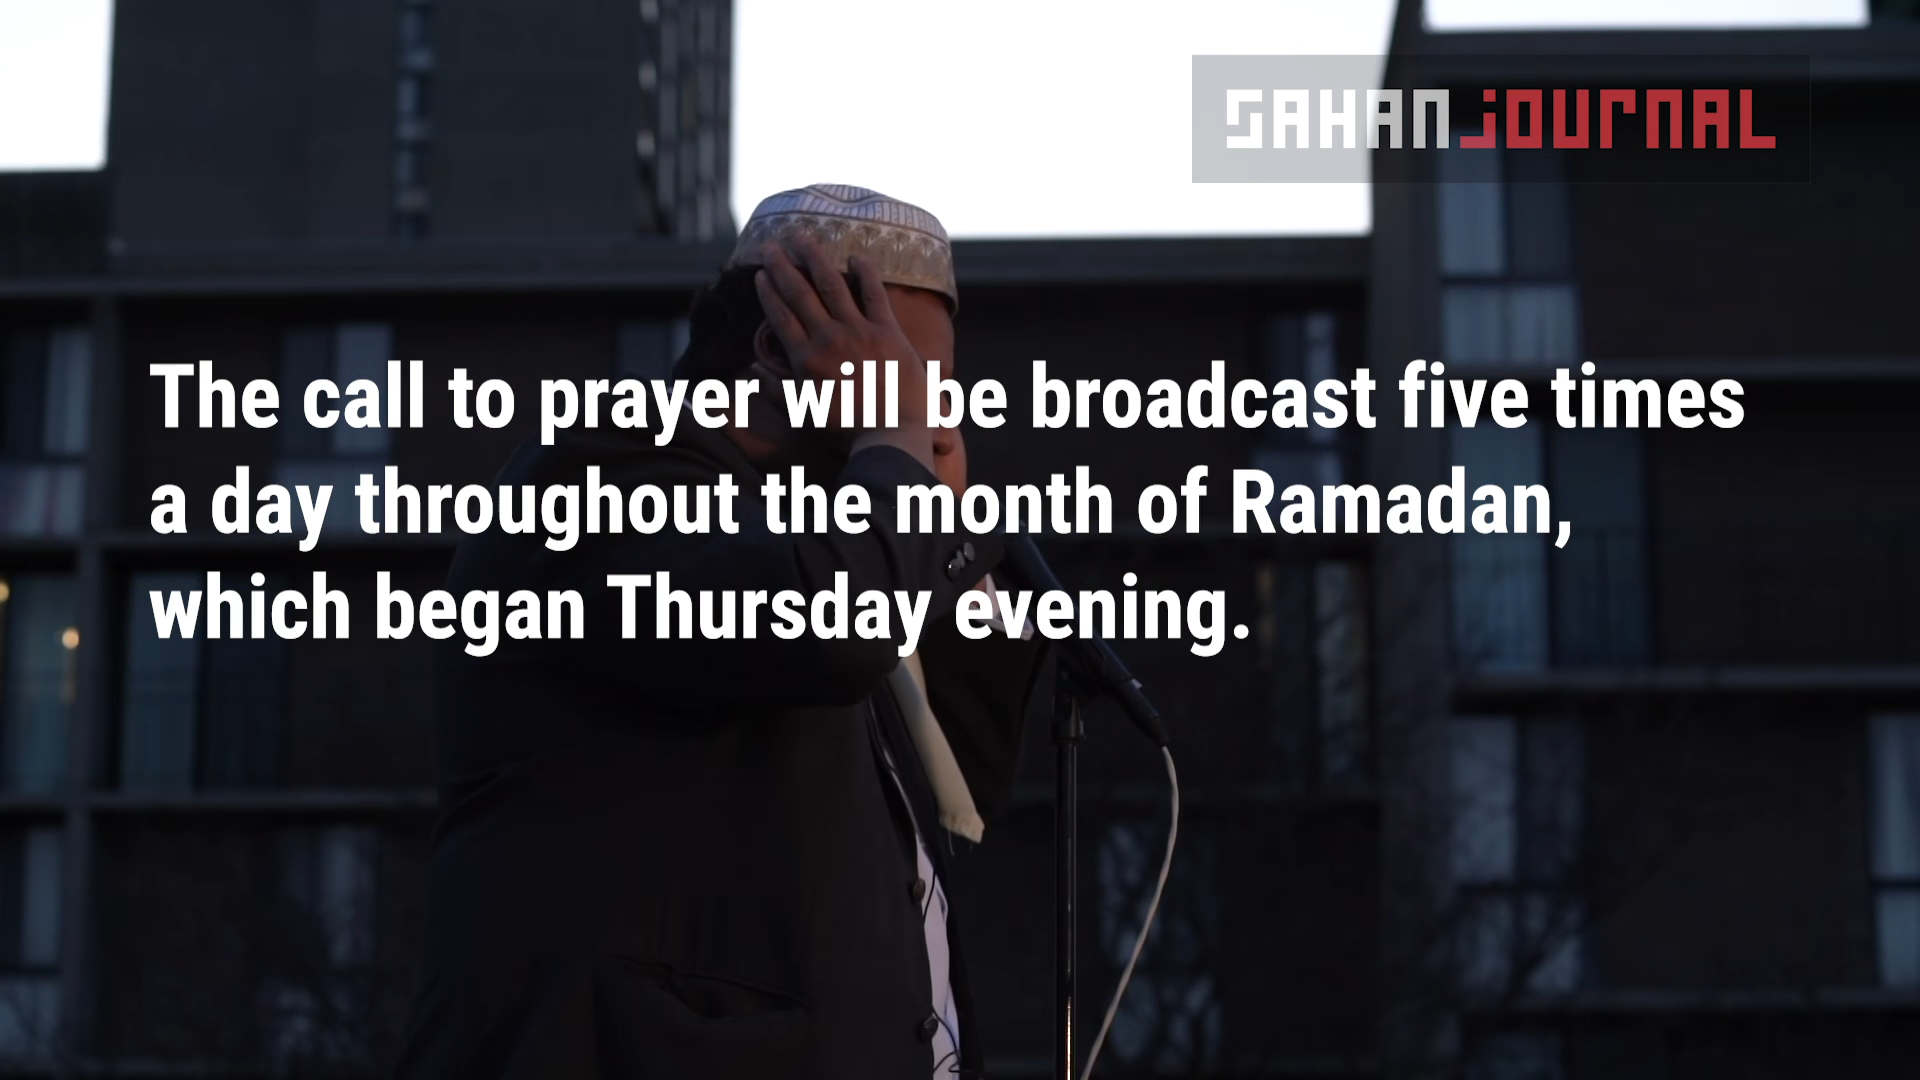 SAHAN JOURNAL
The call to prayer will be broadcast five times
a day throughout the month of Ramadan,
which began Thursday evening.